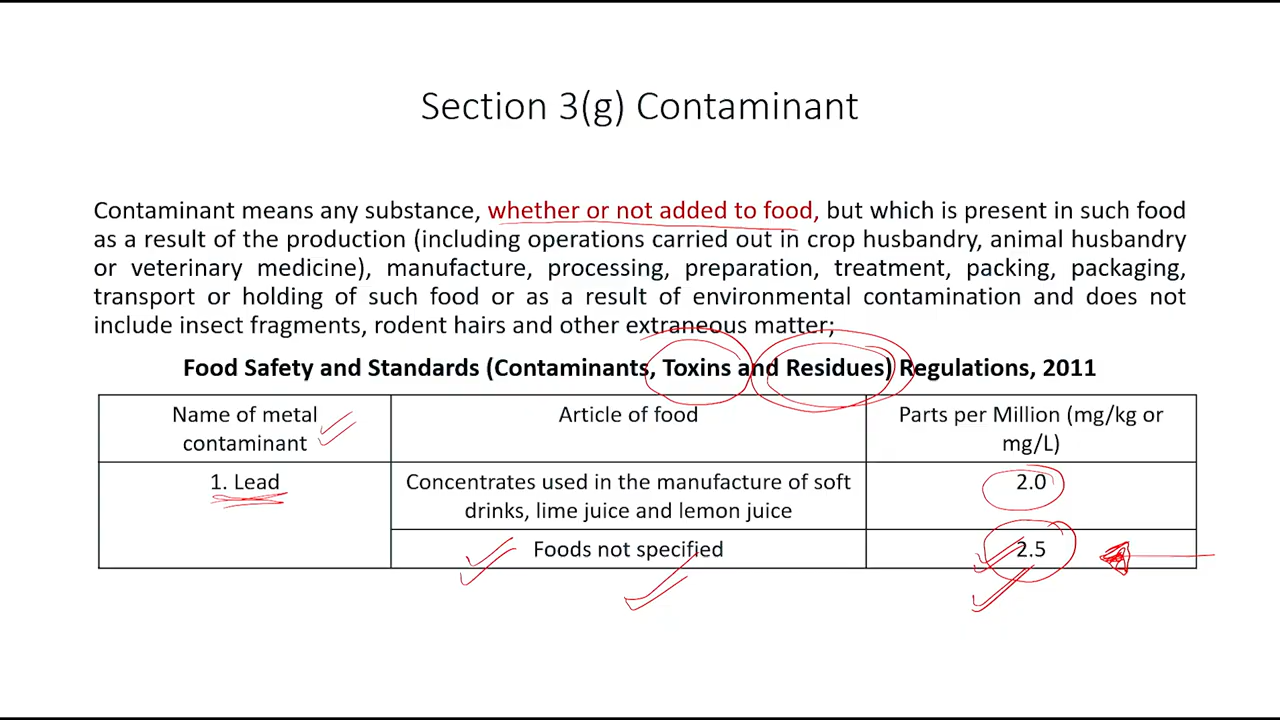 Section 3(g) Contaminant
Contaminant means any substance, whether or not added to food, but which is present in such food
as a result of the production (including operations carried out in crop husbandry, animal husbandry
or veterinary medicine), manufacture, processing, preparation, treatment, packing, packaging,
transport or holding of such food or as a result of environmental contamination and does not
include insect fragments, rodent hairs and other extraneous matter;
Food Safety and Standards (Contaminants, Toxins and Residues) Regulations, 2011
Name of metal
contaminant
Article of food
Parts per Million (mg/kg or
mg/L)
1. Lead
Concentrates used in the manufacture of soft
drinks, lime juice and lemon juice
2.0
Foods not specified
2.5